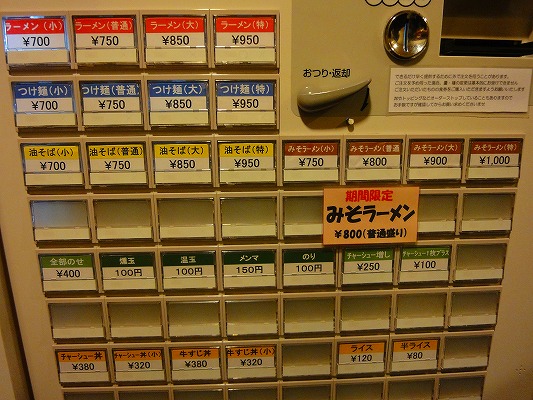 ラーメン(小) ラーメン(普通) ラーメン(大) ラーメン(特)
¥700 ¥750 ¥850 ¥950
つけ麺(小) つけ麺(普通) つけ麺(大) つけ麺(特)
¥700 ¥750 ¥850 ¥950
おつり・返却
油そば(小) 油そば(普通) 油そば(大) 油そば(特) みそラーメン(小) みそラーメン(普通 みそラーメン(大) みそラーメン(特)
¥700 ¥750 ¥850 ¥950 ¥750 ¥800 ¥900 ¥1,000
期間限定
みそラーメン
¥800(普通盛り)
全部のせ 燻玉 温玉 メンマ のり チャーシュー増し チャーシュー1枚プラス
¥400 100円 100円 150円 100円 ¥250 ¥100
チャーシュー丼 チャーシュー丼(小) 牛すじ丼 牛すじ丼(小) ライス 半ライス
¥380 ¥320 ¥380 ¥320 ¥120 ¥80